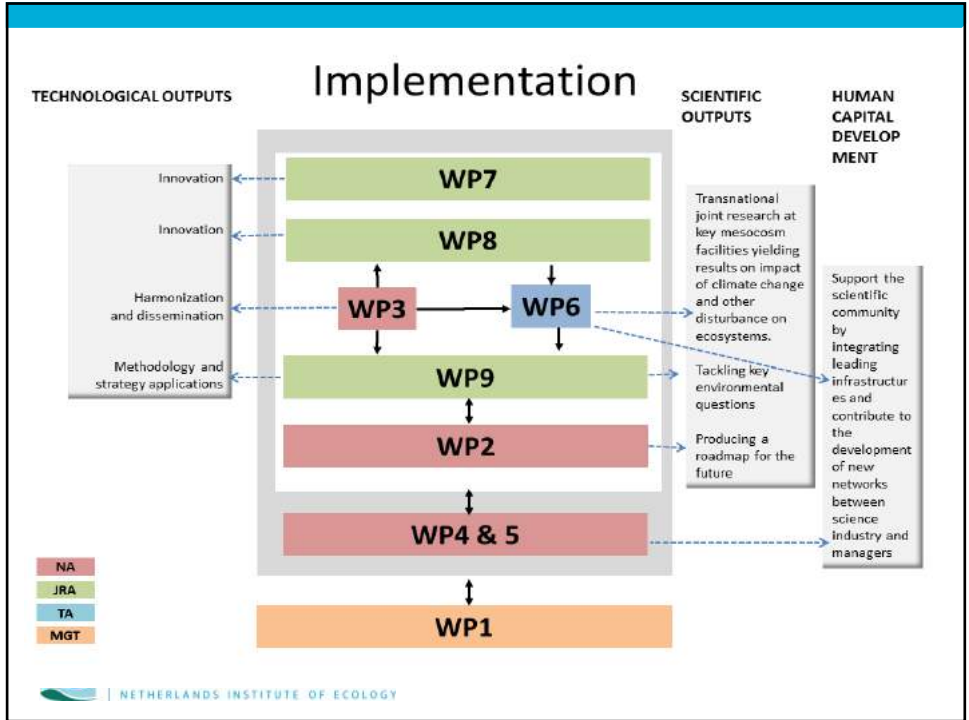 Implementation
TECHNOLOGICAL OUTPUTS
SCIENTIFIC
OUTPUTS
HUMAN
CAPITAL
DEVELOP
MENT
Innovation
Innovation
Harmonization
and dissemination
Methodology and
strategy applications
WP7
WP8
WP3
WP6
WP9
WP2
WP4 & 5
WP1
Transnational
joint research at
key mesocosm
facilities yielding
results on impact
of climate change
and other
disturbance on
ecosystems.
Tackling key
environmental
questions
Producing a
roadmap for the
future
Support the
scientific
community
by
integrating
leading
infrastructur
es and
contribute to
the
development
of new
networks
between
science
industry and
managers
NA
JRA
TA
MGT
NETHERLANDS INSTITUTE OF ECOLOGY